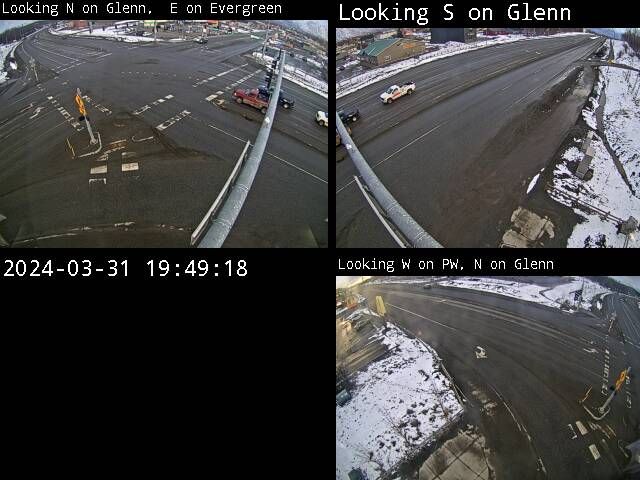 Looking N on Glenn,  E on Evergreen
Looking S on Glenn
2024-03-31 19:49:18
Looking W on PW, N on Glenn